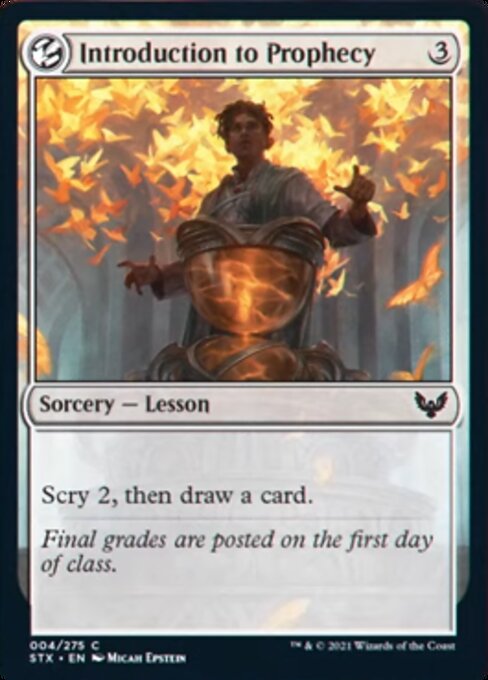 Introduction to Prophecy 3
Sorcery — Lesson
Scry 2, then draw a card.
Final grades are posted on the first day
of class.
004/275 C
STX • EN Micah Epstein
™ & © 2021 Wizards of the Coast